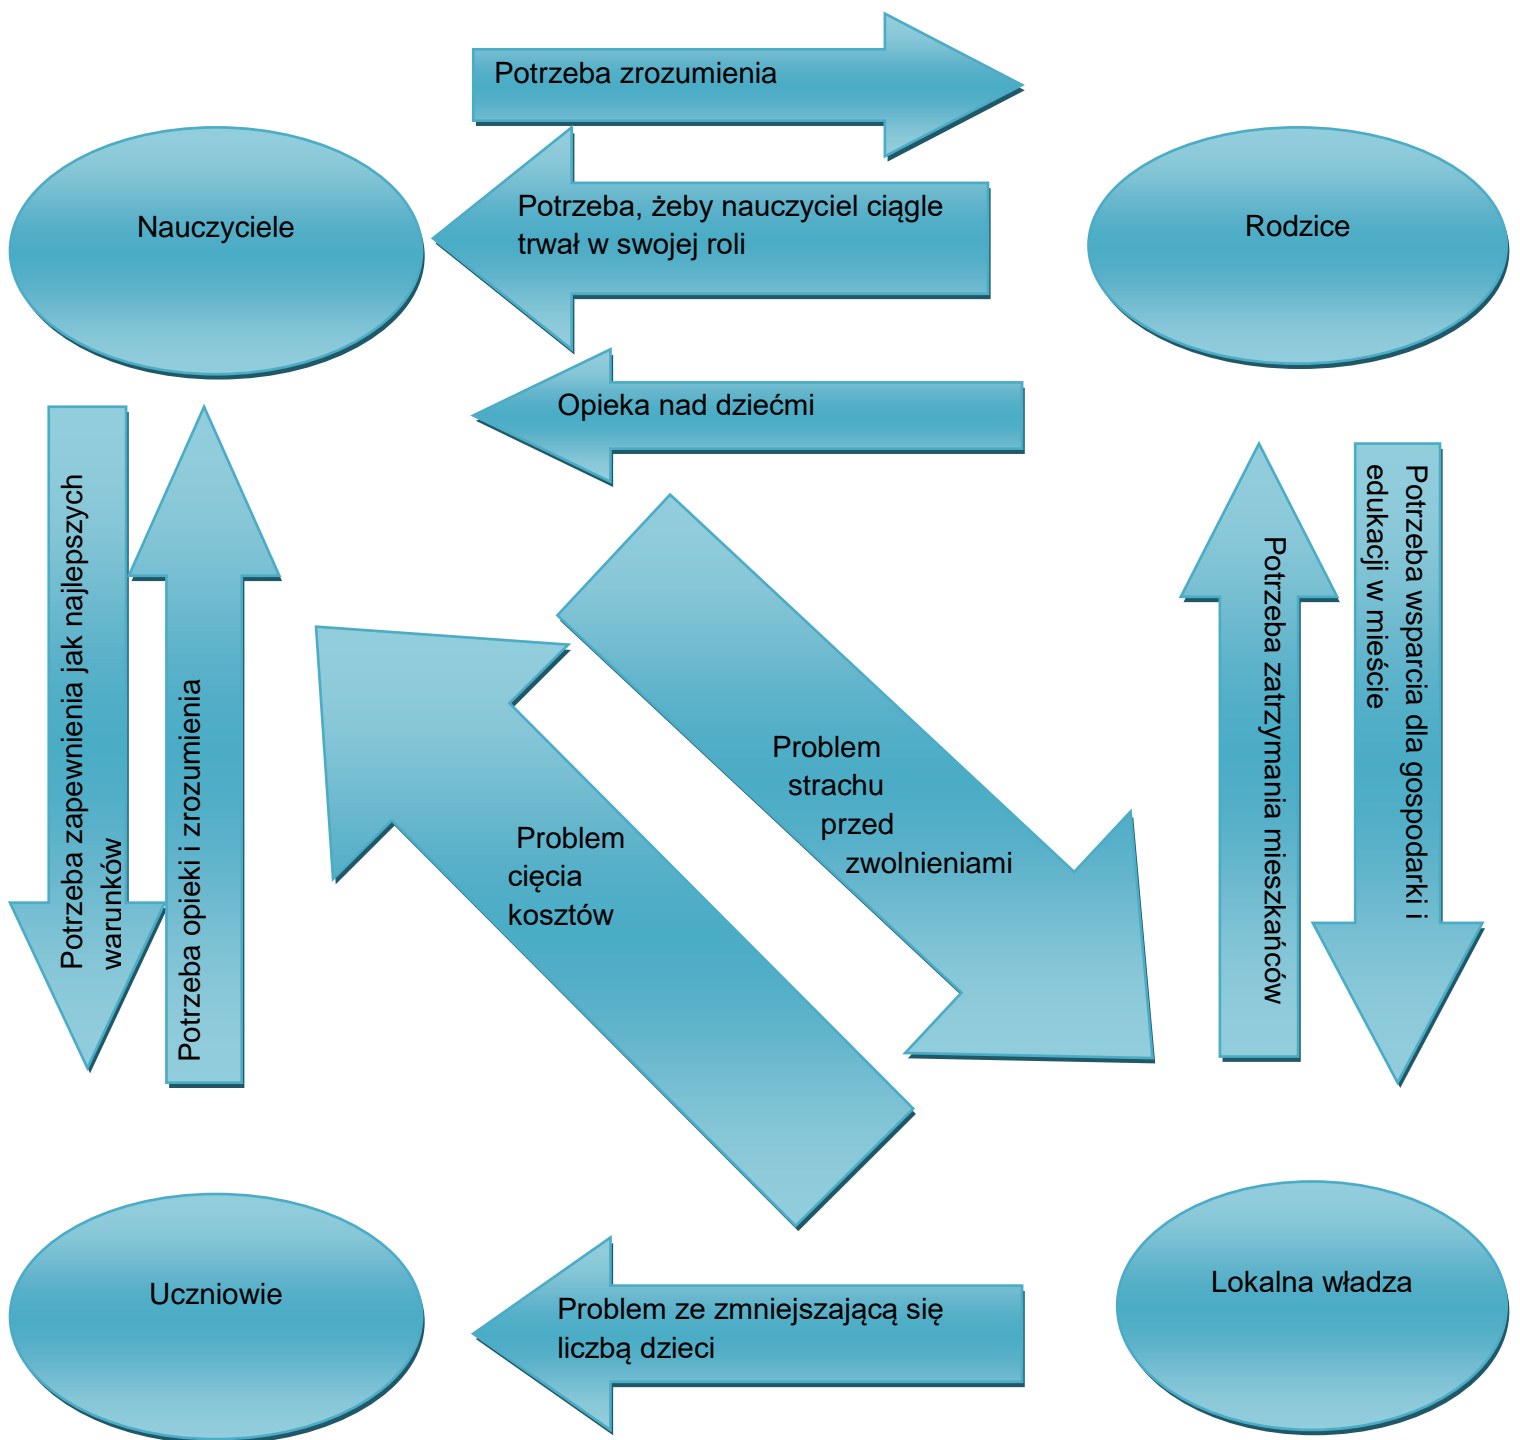 Potrzeba zrozumienia
Nauczyciele
Potrzeba, żeby nauczyciel ciągle
trwał w swojej roli
Rodzice
Opieka nad dziećmi
Potrzeba zapewnienia jak najlepszych
warunków
Potrzeba opieki i zrozumienia
Problem
cięcia
kosztów
Problem
strachu
przed
zwolnieniami
Potrzeba zatrzymania mieszkańców
Potrzeba wsparcia dla gospodarki i
edukacji w mieście
Uczniowie
Problem ze zmniejszającą się
liczbą dzieci
Lokalna władza